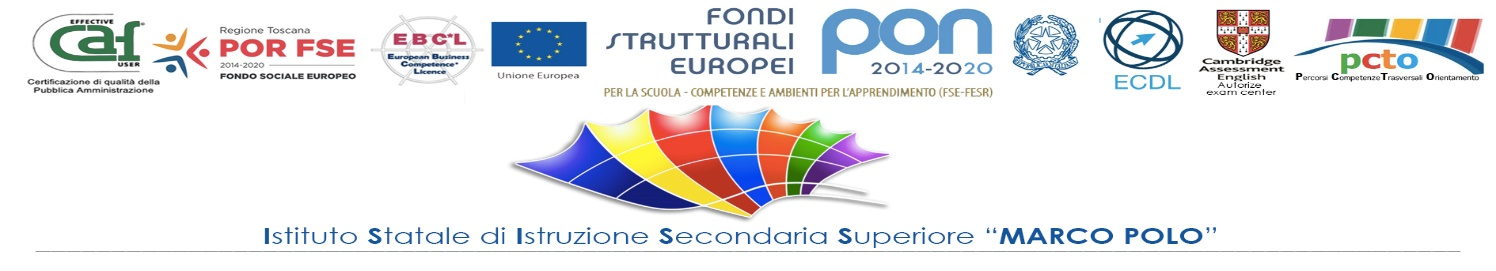 EFFECTIVE
CAF
USER
Certificazione di qualità della
Pubblica Amministrazione
Regione Toscana
POR FSE
2014-2020
FONDO SOCIALE EUROPEO
EBC*L
European Business
Competence*
Licence
Unione Europea
FONDI
STRUTTURALI
EUROPEI
pon
2014-2020
PER LA SCUOLA - COMPETENZE E AMBIENTI PER L'APPRENDIMENTO (FSE-FESR)
ECDL
Cambridge
Assessment
English
Autorize
exam center
pcto
Percorsi Competenze Trasversali Orientamento
Istituto Statale di Istruzione Secondaria Superiore “MARCO POLO”